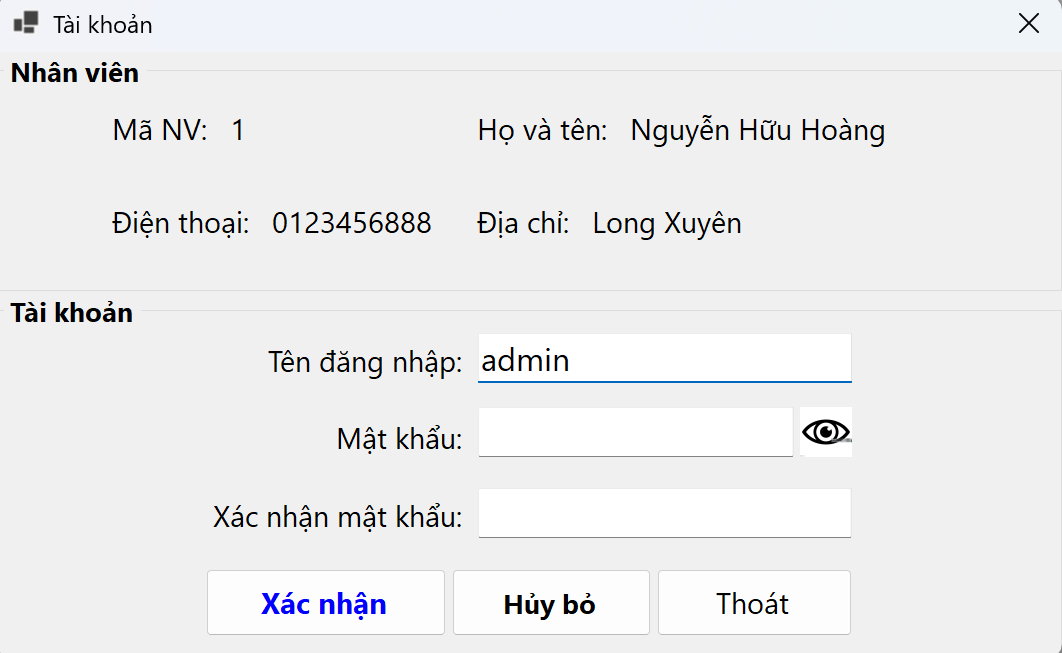 Tài khoản
Nhân viên
Mã NV: 1 Họ và tên: Nguyễn Hữu Hoàng
Điện thoại: 0123456888 Địa chỉ: Long Xuyên
Tài khoản
Tên đăng nhập: admin
Mật khẩu:
Xác nhận mật khẩu:
Xác nhận Hủy bỏ Thoát